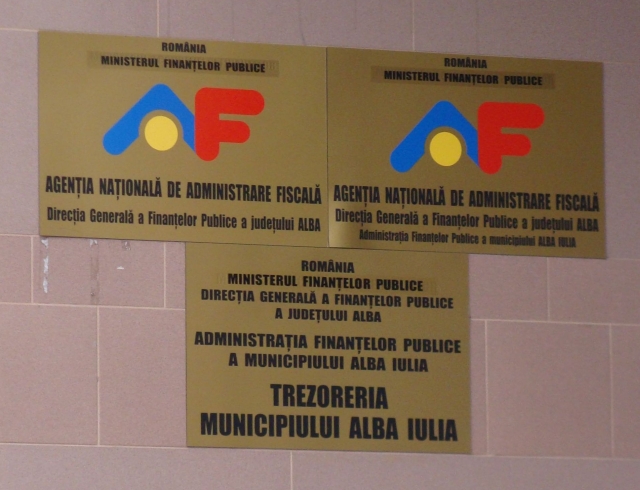 ROMÂNIA
MINISTERUL FINANȚELOR PUBLICE
AF
AGENȚIA NAȚIONALĂ DE ADMINISTRARE FISCALĂ
Direcția Generală a Finanțelor Publice a județului ALBA
ROMÂNIA
MINISTERUL FINANȚELOR PUBLICE
AF
AGENȚIA NAȚIONALĂ DE ADMINISTRARE FISCALĂ
Direcția Generală a Finanțelor Publice a județului ALBA
Administrația Finanțelor Publice a municipiului ALBA IULIA
ROMÂNIA
MINISTERUL FINANȚELOR PUBLICE
DIRECȚIA GENERALĂ A FINANȚELOR PUBLICE
A JUDEȚULUI ALBA
ADMINISTRAȚIA FINANȚELOR PUBLICE
A MUNICIPIULUI ALBA IULIA
TREZORERIA
MUNICIPIULUI ALBA IULIA